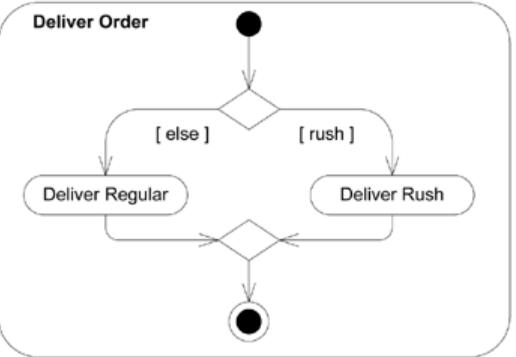 Deliver Order
[ else ]
[ rush ]
Deliver Regular
Deliver Rush